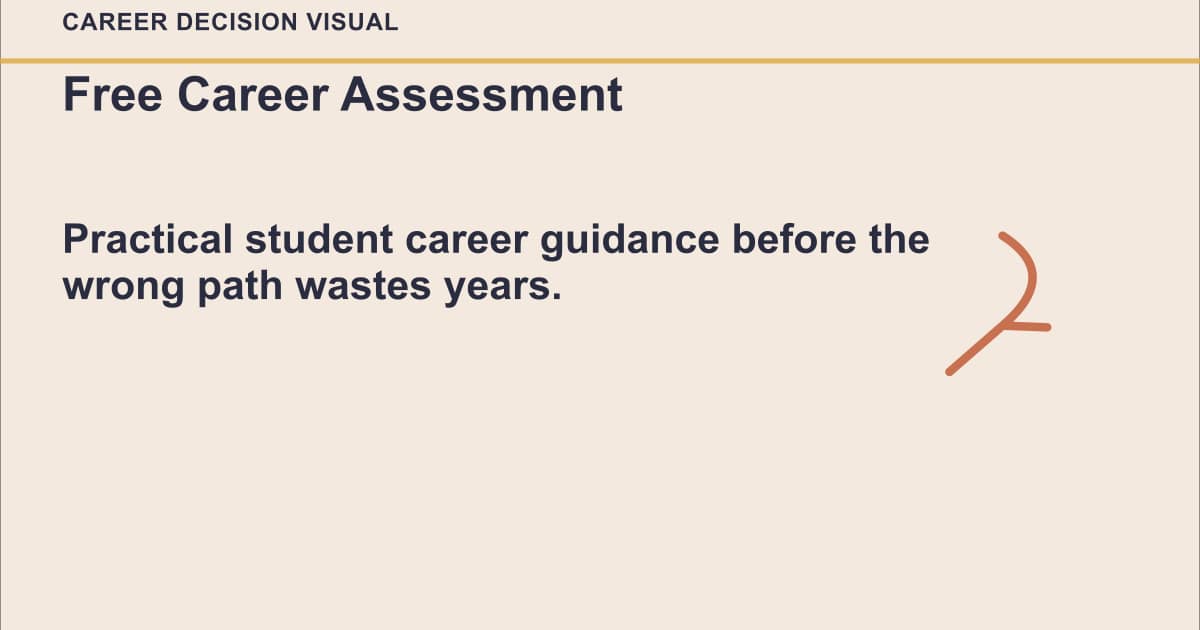 CAREER DECISION VISUAL
Free Career Assessment
Practical student career guidance before the
wrong path wastes years.